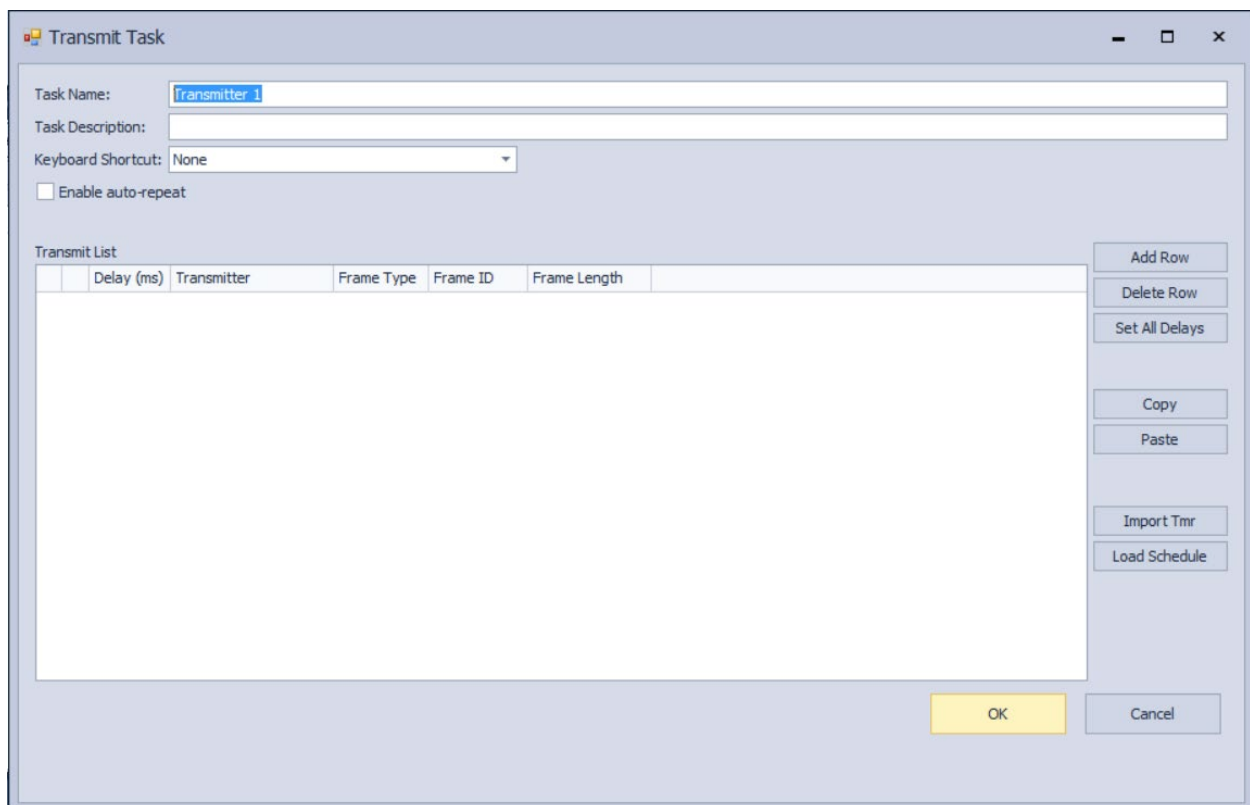 Transmit Task
Task Name: Transmitter 1
Task Description:
Keyboard Shortcut: None
Enable auto-repeat
Transmit List
Delay (ms) Transmitter Frame Type Frame ID Frame Length
Add Row
Delete Row
Set All Delays
Copy
Paste
Import Tmr
Load Schedule
OK Cancel